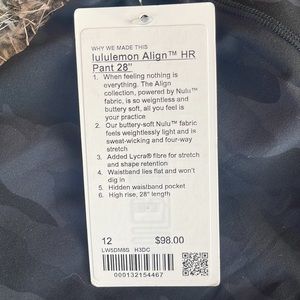 WHY WE MADE THIS
lululemon Align™ HR
Pant 28"
1. When feeling nothing is
everything. The Align
collection, powered by Nulu™
fabric, is so weightless and
buttery soft, all you feel is
your practice
2. Our buttery-soft Nulu™ fabric
feels weightlessly light and is
sweat-wicking and four-way
stretch
3. Added Lycra® fibre for stretch
and shape retention
4. Waistband lies flat and won't
dig in
5. Hidden waistband pocket
6. High rise, 28" length
12 $98.00
LW5DM8S H3DC
000132154467